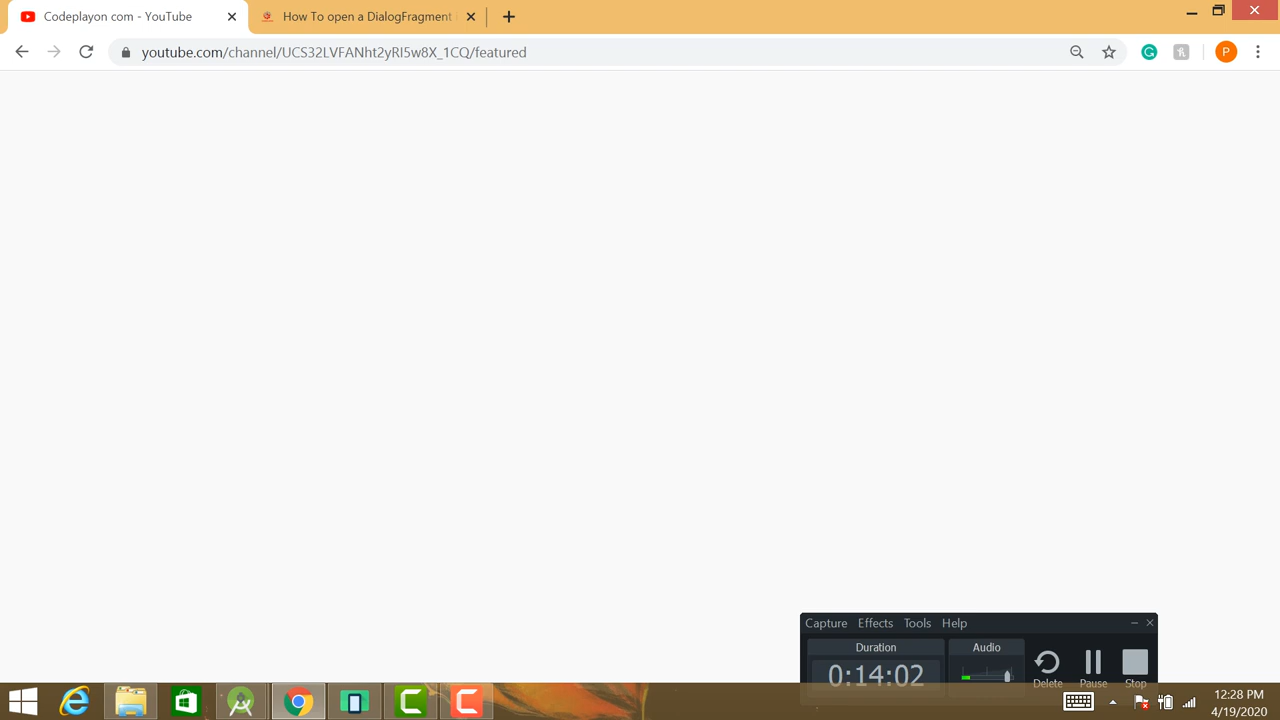 Codeplayon com - YouTube
How To open a DialogFragment
youtube.com/channel/UCS32LVFANht2yRI5w8X_1CQ/featured
P
Capture Effects Tools Help
Duration
Audio
0:14:02
Delete Pause Stop
12:28 PM
4/19/2020